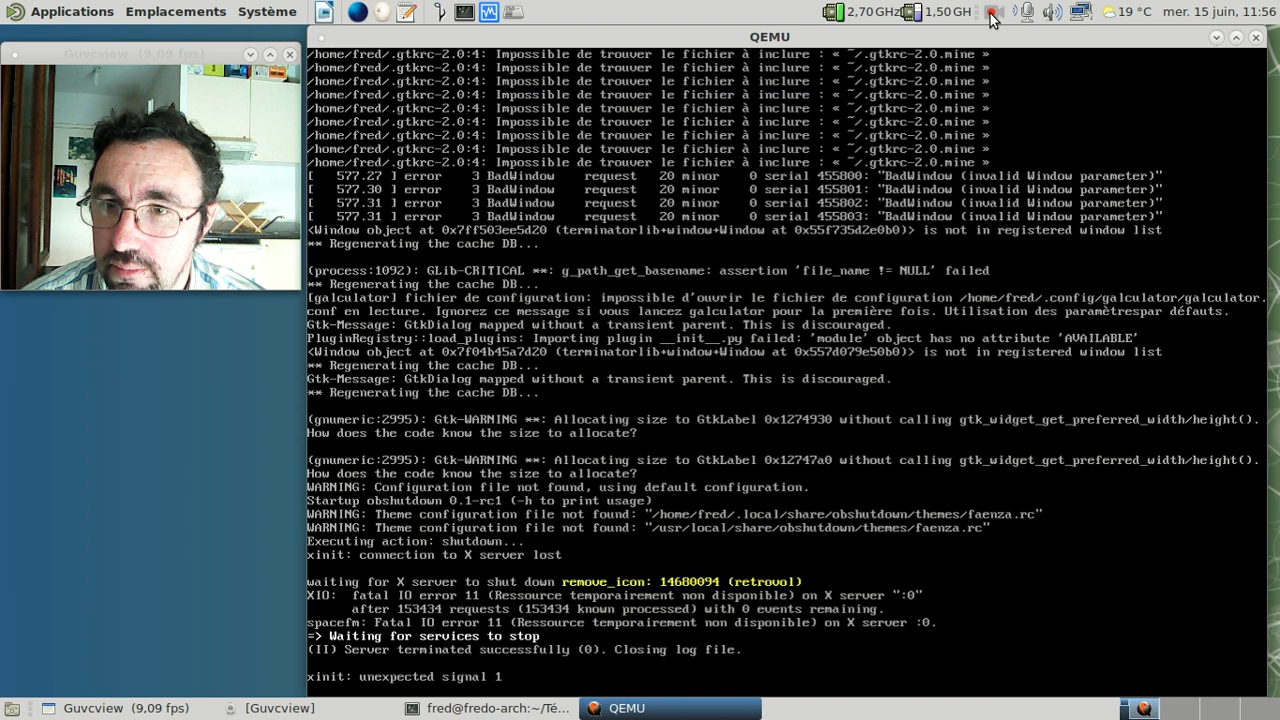 Applications Emplacements Système 2,70 GHz 1,50 GH 19 °C mer. 15 juin, 11:56
Guvcview (9,09 fps)
QEMU
/home/fred/.gtkrc-2.0:4: Impossible de trouver le fichier à inclure : « ~/.gtkrc-2.0.mine »
/home/fred/.gtkrc-2.0:4: Impossible de trouver le fichier à inclure : « ~/.gtkrc-2.0.mine »
/home/fred/.gtkrc-2.0:4: Impossible de trouver le fichier à inclure : « ~/.gtkrc-2.0.mine »
/home/fred/.gtkrc-2.0:4: Impossible de trouver le fichier à inclure : « ~/.gtkrc-2.0.mine »
/home/fred/.gtkrc-2.0:4: Impossible de trouver le fichier à inclure : « ~/.gtkrc-2.0.mine »
/home/fred/.gtkrc-2.0:4: Impossible de trouver le fichier à inclure : « ~/.gtkrc-2.0.mine »
/home/fred/.gtkrc-2.0:4: Impossible de trouver le fichier à inclure : « ~/.gtkrc-2.0.mine »
/home/fred/.gtkrc-2.0:4: Impossible de trouver le fichier à inclure : « ~/.gtkrc-2.0.mine »
/home/fred/.gtkrc-2.0:4: Impossible de trouver le fichier à inclure : « ~/.gtkrc-2.0.mine »
[ 577.27 ] error 3 BadWindow request 20 minor 0 serial 455800: "BadWindow (invalid Window parameter)"
[ 577.30 ] error 3 BadWindow request 20 minor 0 serial 455801: "BadWindow (invalid Window parameter)"
[ 577.31 ] error 3 BadWindow request 20 minor 0 serial 455802: "BadWindow (invalid Window parameter)"
[ 577.31 ] error 3 BadWindow request 20 minor 0 serial 455803: "BadWindow (invalid Window parameter)"
<Window object at 0x7ff503ee5d20 (terminatorlib+window+Window at 0x55f735d2e0b0)> is not in registered window list
** Regenerating the cache DB...
(process:1092): GLib-CRITICAL **: g_path_get_basename: assertion 'file_name != NULL' failed
** Regenerating the cache DB...
[galculator] fichier de configuration: impossible d'ouvrir le fichier de configuration /home/fred/.config/galculator/galculator.
conf en lecture. Ignorez ce message si vous lancez galculator pour la première fois. Utilisation des paramètrespar défauts.
Gtk-Message: GtkDialog mapped without a transient parent. This is discouraged.
PluginRegistry::load_plugins: Importing plugin __init__.py failed: 'module' object has no attribute 'AVAILABLE'
<Window object at 0x7f04b45a7d20 (terminatorlib+window+Window at 0x557d079e50b0)> is not in registered window list
** Regenerating the cache DB...
Gtk-Message: GtkDialog mapped without a transient parent. This is discouraged.
** Regenerating the cache DB...
(gnumeric:2995): Gtk-WARNING **: Allocating size to GtkLabel 0x1274930 without calling gtk_widget_get_preferred_width/height().
How does the code know the size to allocate?
(gnumeric:2995): Gtk-WARNING **: Allocating size to GtkLabel 0x12747a0 without calling gtk_widget_get_preferred_width/height().
How does the code know the size to allocate?
WARNING: Configuration file not found, using default configuration.
Startup obshutdown 0.1-rc1 (-h to print usage)
WARNING: Theme configuration file not found: "/home/fred/.local/share/obshutdown/themes/faenza.rc"
WARNING: Theme configuration file not found: "/usr/local/share/obshutdown/themes/faenza.rc"
Executing action: shutdown...
xinit: connection to X server lost
waiting for X server to shut down remove_icon: 14680094 (retrovol)
XIO: fatal IO error 11 (Ressource temporairement non disponible) on X server ":0"
after 153434 requests (153434 known processed) with 0 events remaining.
spacefm: Fatal IO error 11 (Ressource temporairement non disponible) on X server :0.
=> Waiting for services to stop
(II) Server terminated successfully (0). Closing log file.
xinit: unexpected signal 1
Guvcview (9,09 fps) [Guvcview] fred@fredo-arch:~/Té... QEMU